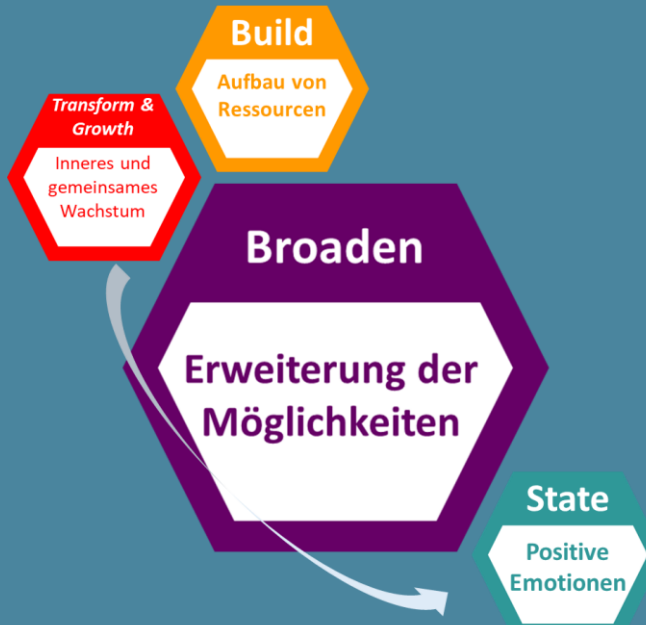 Build
Aufbau von
Ressourcen
Transform &
Growth
Inneres und
gemeinsames
Wachstum
Broaden
Erweiterung der
Möglichkeiten
State
Positive
Emotionen